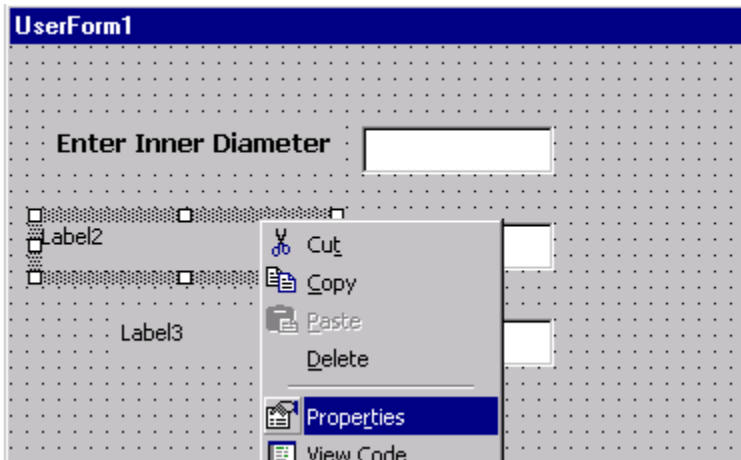 UserForm1
Enter Inner Diameter
Label2
Cut
Copy
Paste
Label3
Delete
Properties
View Code